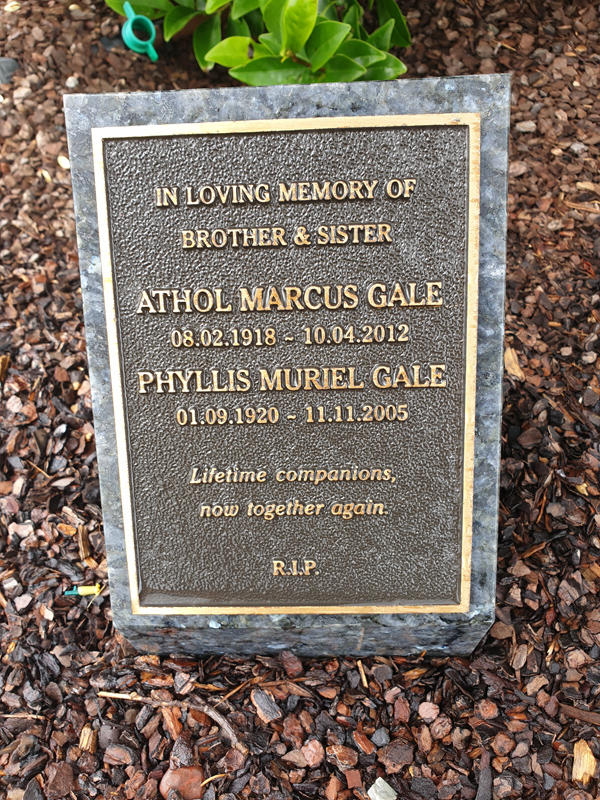 IN LOVING MEMORY OF
BROTHER & SISTER
ATHOL MARCUS GALE
08.02.1918 ~ 10.04.2012
PHYLLIS MURIEL GALE
01.09.1920 ~ 11.11.2005
Lifetime companions,
now together again.
R.I.P.